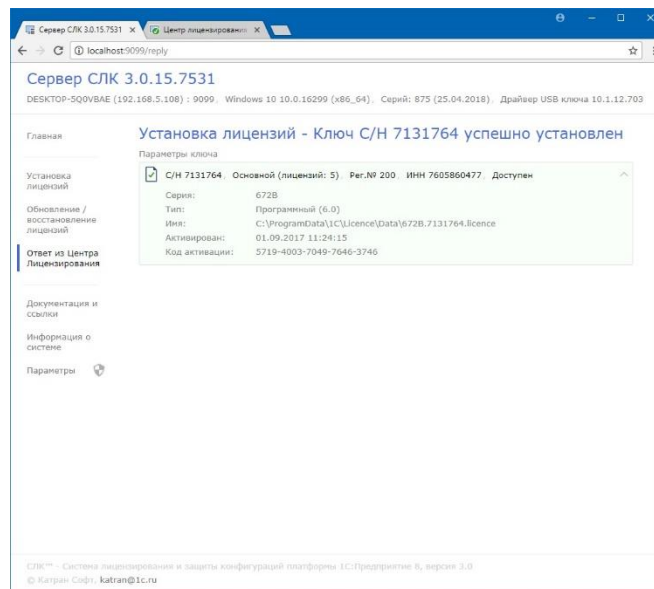 Сервер СЛК 3.0.15.7531
Центр лицензирования
localhost:9099/reply
Сервер СЛК 3.0.15.7531
DESKTOP-5Q0VBAE (192.168.5.108) : 9099, Windows 10 10.0.16299 (x86_64), Серий: 875 (25.04.2018), Драйвер USB ключа 10.1.12.703
Главная
Установка лицензий
Обновление /
восстановление
лицензий
Ответ из Центра
Лицензирования
Документация и
ссылки
Информация о
системе
Параметры
Установка лицензий - Ключ С/Н 7131764 успешно установлен
Параметры ключа
С/Н 7131764, Основной (лицензий: 5), Рег.№ 200, ИНН 7605860477, Доступен
Серия: 672B
Тип: Программный (6.0)
Имя: C:\ProgramData\1C\Licence\Data\672B.7131764.licence
Активирован: 01.09.2017 11:24:15
Код активации: 5719-4003-7049-7646-3746
СЛК™ - Система лицензирования и защиты конфигураций платформы 1С:Предприятие 8, версия 3.0
© Катран Софт, katran@1c.ru